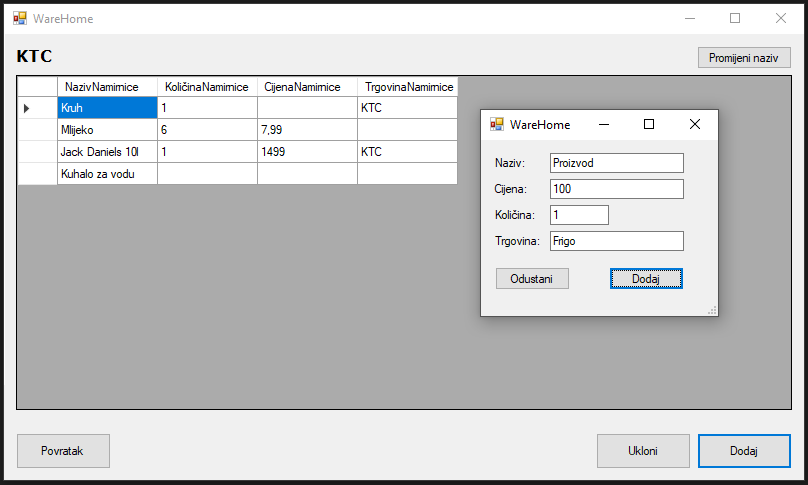 WareHome
KTC
Promijeni naziv
NazivNamirnice KoličinaNamirnice CijenaNamirnice TrgovinaNamirnice
Kruh 1 KTC
Mlijeko 6 7,99
Jack Daniels 10l 1 1499 KTC
Kuhalo za vodu
WareHome
Naziv: Proizvod
Cijena: 100
Količina: 1
Trgovina: Frigo
Odustani Dodaj
Povratak Ukloni Dodaj